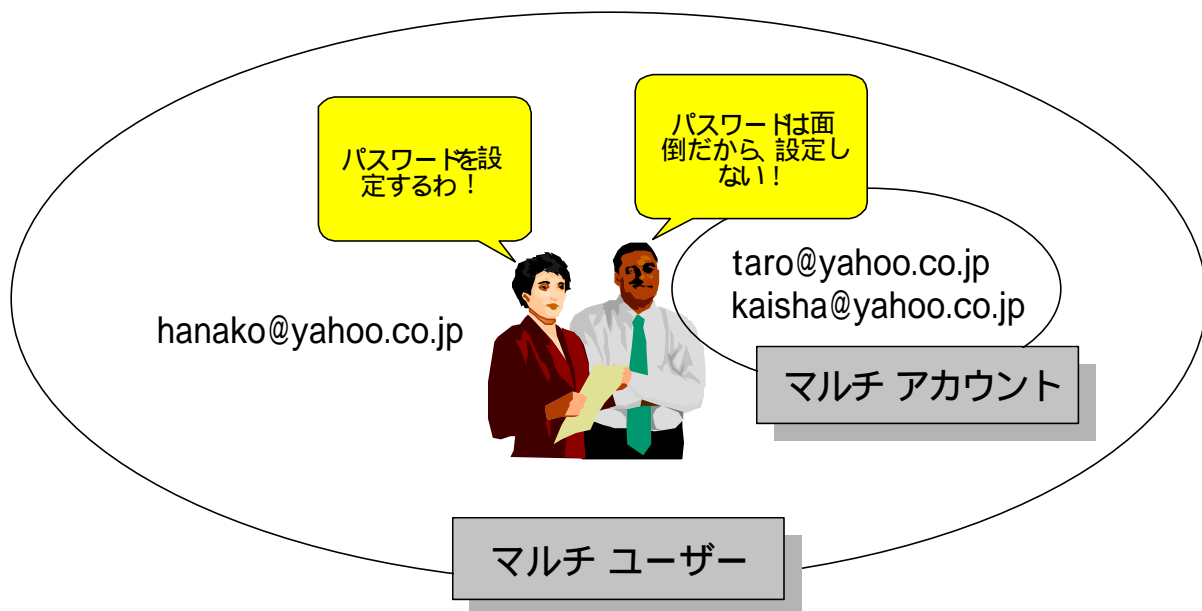 パスワードを設
定するわ！
パスワードは面
倒だから、設定し
ない！
taro@yahoo.co.jp
kaisha@yahoo.co.jp
hanako@yahoo.co.jp
マルチ アカウント
マルチ ユーザー